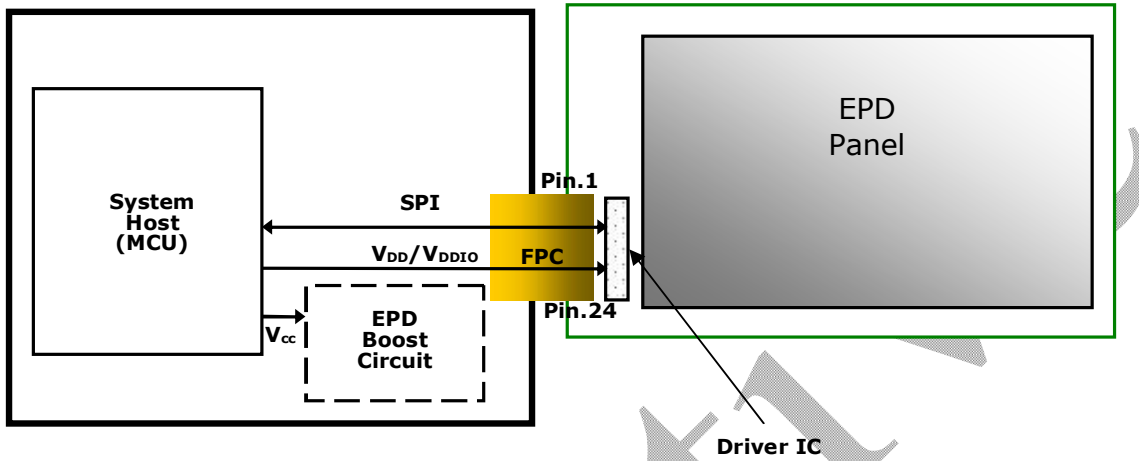 EPD
Panel
Pin.1
System
Host
(MCU)
SPI
VDD/VDDIO
FPC
Pin.24
Vcc
EPD
Boost
Circuit
Driver IC